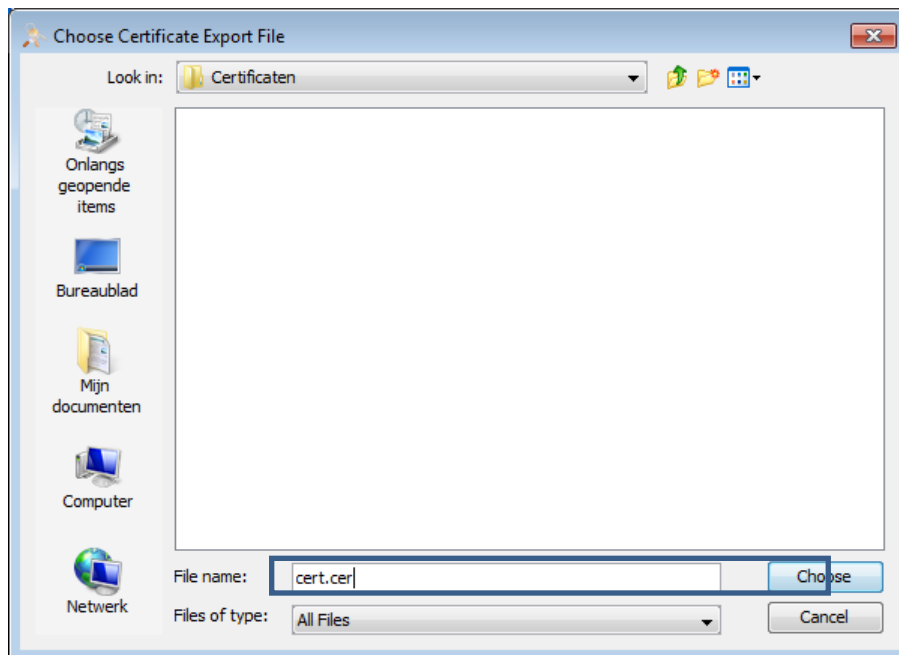 Choose Certificate Export File
Look in:
Certificaten
Onlangs
geopende
items
Bureaublad
Mijn
documenten
Computer
Netwerk
File name:
cert.cer
Choose
Files of type:
All Files
Cancel